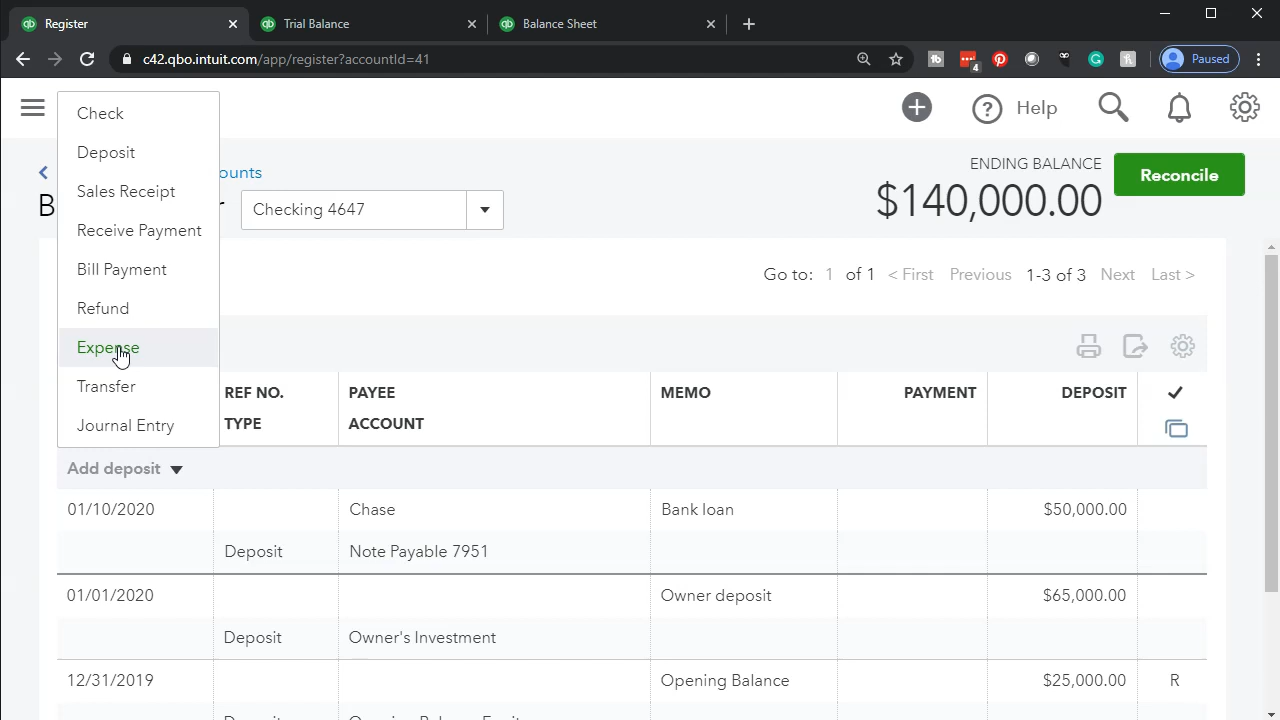 Register
Trial Balance
Balance Sheet
c42.qbo.intuit.com/app/register?accountId=41
4
Paused
Help
Check
Deposit
Sales Receipt
Receive Payment
Bill Payment
Refund
Expense
Transfer
Journal Entry
Checking 4647
ENDING BALANCE
$140,000.00
Reconcile
Go to: 1 of 1 < First Previous 1-3 of 3 Next Last >
REF NO. PAYEE MEMO PAYMENT DEPOSIT ✓
TYPE ACCOUNT
Add deposit
01/10/2020 Chase Bank loan $50,000.00
Deposit Note Payable 7951
01/01/2020 Owner deposit $65,000.00
Deposit Owner's Investment
12/31/2019 Opening Balance $25,000.00 R